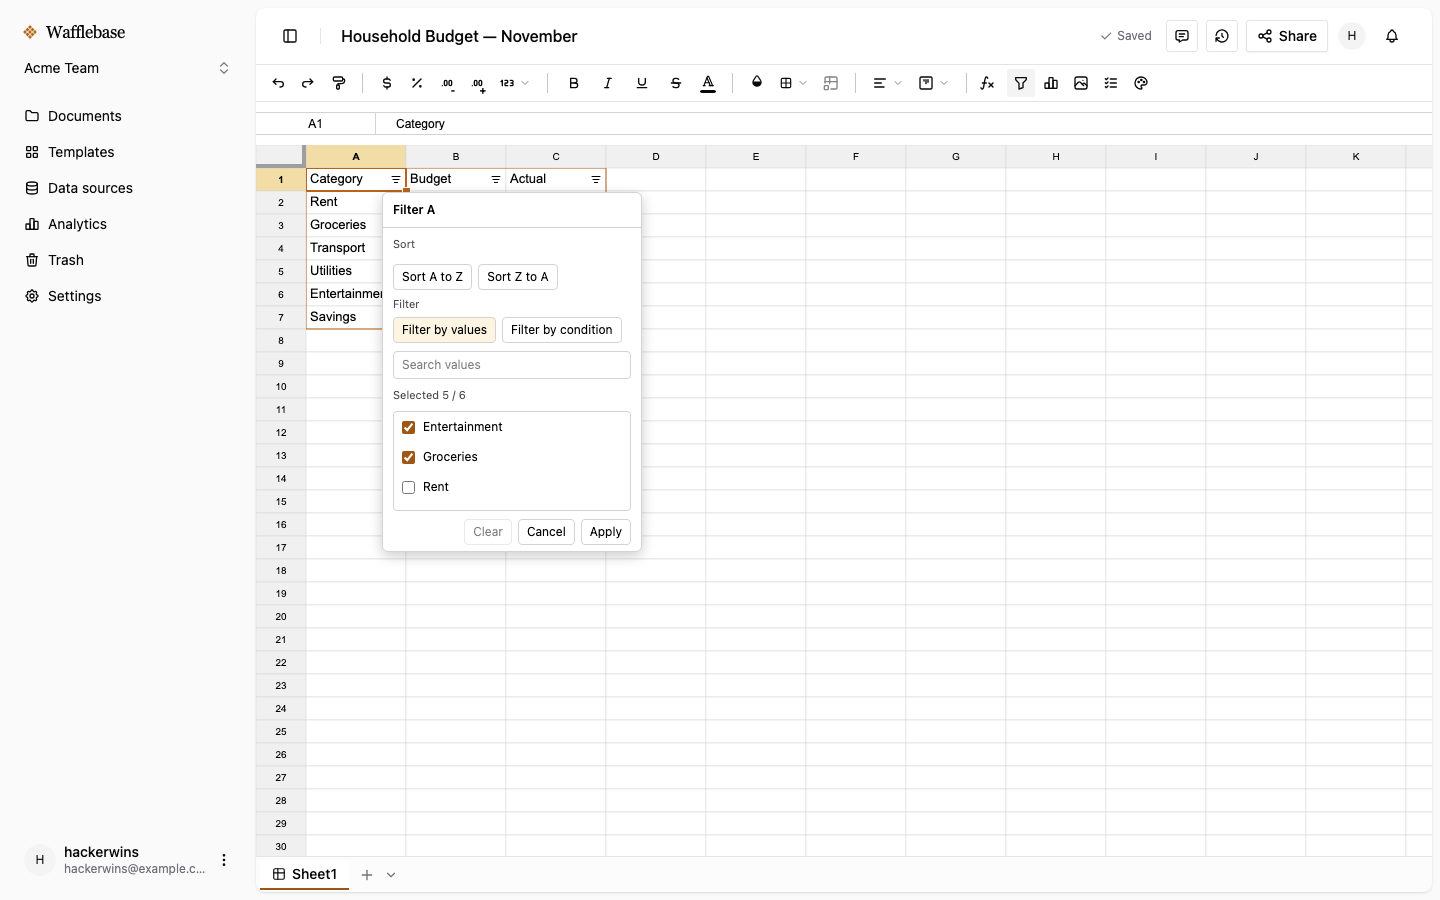 Wafflebase
Acme Team
Documents
Templates
Data sources
Analytics
Trash
Settings
H
hackerwins
hackerwins@example.c...
Household Budget — November
Saved
Share
H
$ % .00 .00 123 B I U S A fx
A1 Category
A B C D E F G H I J K
1 Category Budget Actual
2 Rent
3 Groceries
4 Transport
5 Utilities
6 Entertainmen
7 Savings
8
9
10
11
12
13
14
15
16
17
18
19
20
21
22
23
24
25
26
27
28
29
30
Filter A
Sort
Sort A to Z Sort Z to A
Filter
Filter by values Filter by condition
Search values
Selected 5 / 6
Entertainment
Groceries
Rent
Clear Cancel Apply
Sheet1